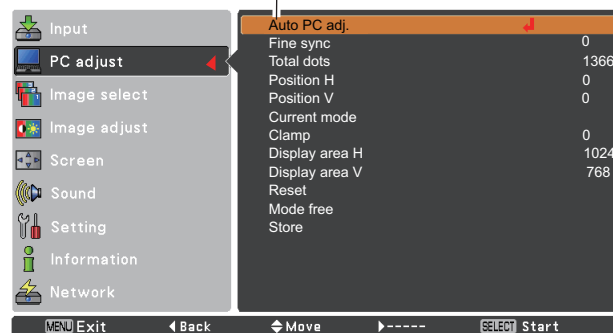 Input
PC adjust
Image select
Image adjust
Screen
Sound
Setting
Information
Network
Auto PC adj.
Fine sync 0
Total dots 1366
Position H 0
Position V 0
Current mode
Clamp 0
Display area H 1024
Display area V 768
Reset
Mode free
Store
MENU Exit Back Move ----- SELECT Start